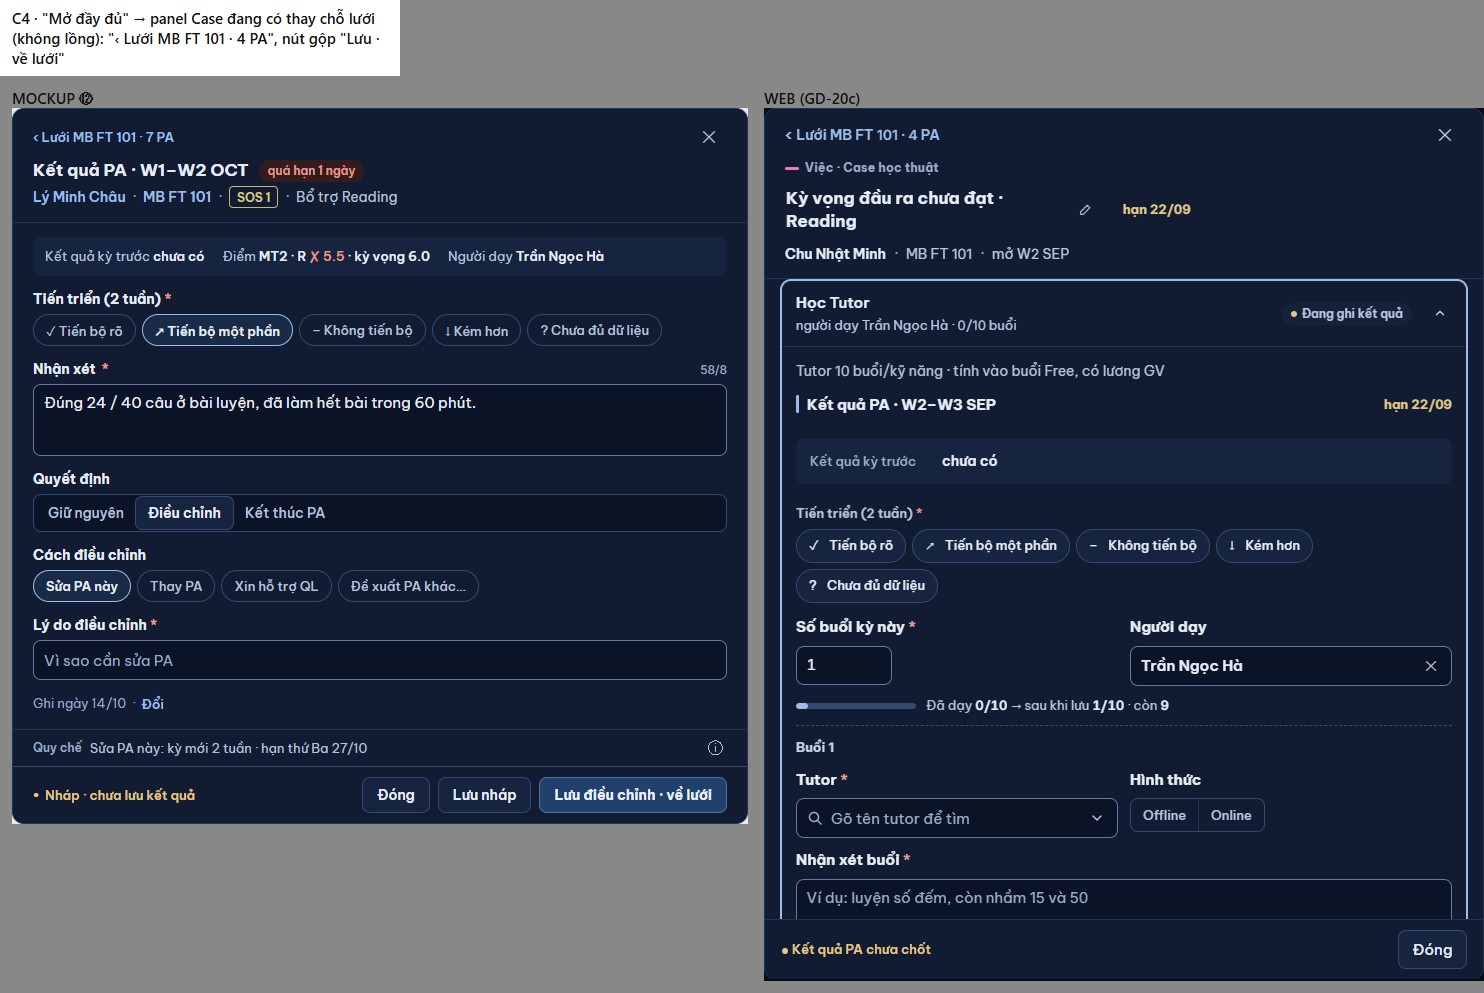 C4 · "Mở đầy đủ" → panel Case đang có thay chỗ lưới
(không lồng): "‹ Lưới MB FT 101 · 4 PA", nút gộp "Lưu ·
về lưới"
MOCKUP ⑫
‹ Lưới MB FT 101 · 7 PA
Kết quả PA · W1–W2 OCT quá hạn 1 ngày
Lý Minh Châu · MB FT 101 · SOS 1 · Bổ trợ Reading
Kết quả kỳ trước chưa có Điểm MT2 · R ✗ 5.5 · kỳ vọng 6.0 Người dạy Trần Ngọc Hà
Tiến triển (2 tuần) *
✓ Tiến bộ rõ ↗ Tiến bộ một phần – Không tiến bộ ↓ Kém hơn ? Chưa đủ dữ liệu
Nhận xét * 58/8
Đúng 24 / 40 câu ở bài luyện, đã làm hết bài trong 60 phút.
Quyết định
Giữ nguyên Điều chỉnh Kết thúc PA
Cách điều chỉnh
Sửa PA này Thay PA Xin hỗ trợ QL Đề xuất PA khác...
Lý do điều chỉnh *
Vì sao cần sửa PA
Ghi ngày 14/10 · Đổi
Quy chế Sửa PA này: kỳ mới 2 tuần · hạn thứ Ba 27/10
• Nháp · chưa lưu kết quả Đóng Lưu nháp Lưu điều chỉnh · về lưới
WEB (GD-20c)
‹ Lưới MB FT 101 · 4 PA
Việc · Case học thuật
Kỳ vọng đầu ra chưa đạt ·
Reading
hạn 22/09
Chu Nhật Minh · MB FT 101 · mở W2 SEP
Học Tutor
người dạy Trần Ngọc Hà · 0/10 buổi
• Đang ghi kết quả
Tutor 10 buổi/kỹ năng · tính vào buổi Free, có lương GV
Kết quả PA · W2–W3 SEP hạn 22/09
Kết quả kỳ trước chưa có
Tiến triển (2 tuần) *
✓ Tiến bộ rõ ↗ Tiến bộ một phần – Không tiến bộ ↓ Kém hơn
? Chưa đủ dữ liệu
Số buổi kỳ này * Người dạy
1 Trần Ngọc Hà
Đã dạy 0/10 → sau khi lưu 1/10 · còn 9
Buổi 1
Tutor * Hình thức
Gõ tên tutor để tìm Offline Online
Nhận xét buổi *
Ví dụ: luyện số đếm, còn nhầm 15 và 50
• Kết quả PA chưa chốt Đóng